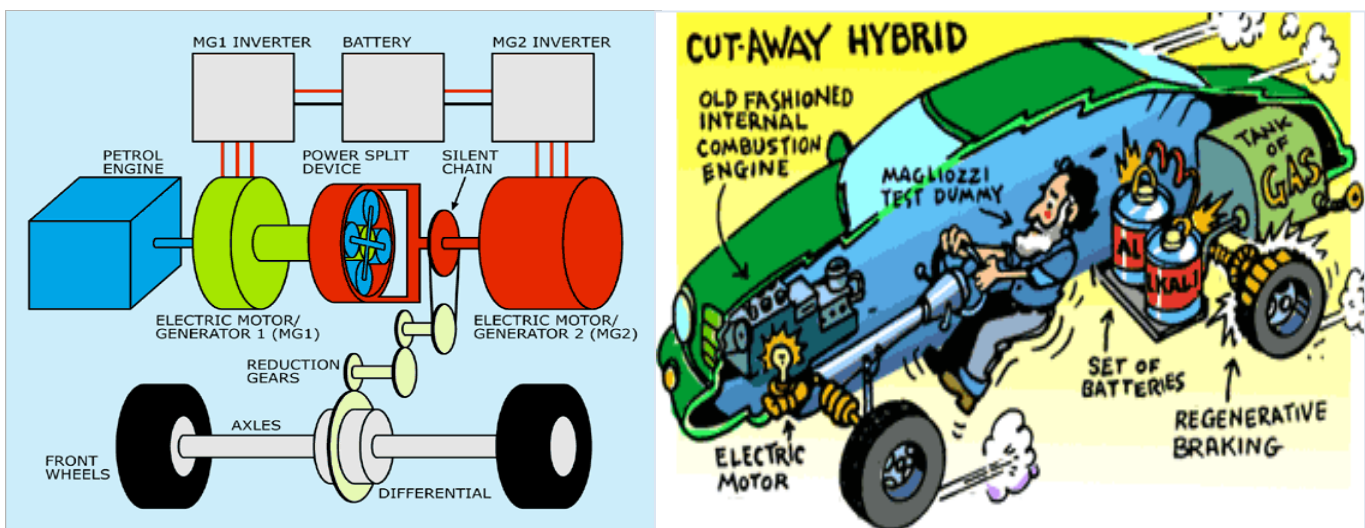 MG1 INVERTER
BATTERY
MG2 INVERTER
PETROL
ENGINE
POWER SPLIT
DEVICE
SILENT
CHAIN
ELECTRIC MOTOR/
GENERATOR 1 (MG1)
ELECTRIC MOTOR/
GENERATOR 2 (MG2)
REDUCTION
GEARS
AXLES
FRONT
WHEELS
DIFFERENTIAL
CUT-AWAY HYBRID
OLD FASHIONED
INTERNAL
COMBUSTION
ENGINE
MAGLIOZZI
TEST DUMMY
TANK
OF
GAS
AL
KALI
SET OF
BATTERIES
REGENERATIVE
BRAKING
ELECTRIC
MOTOR